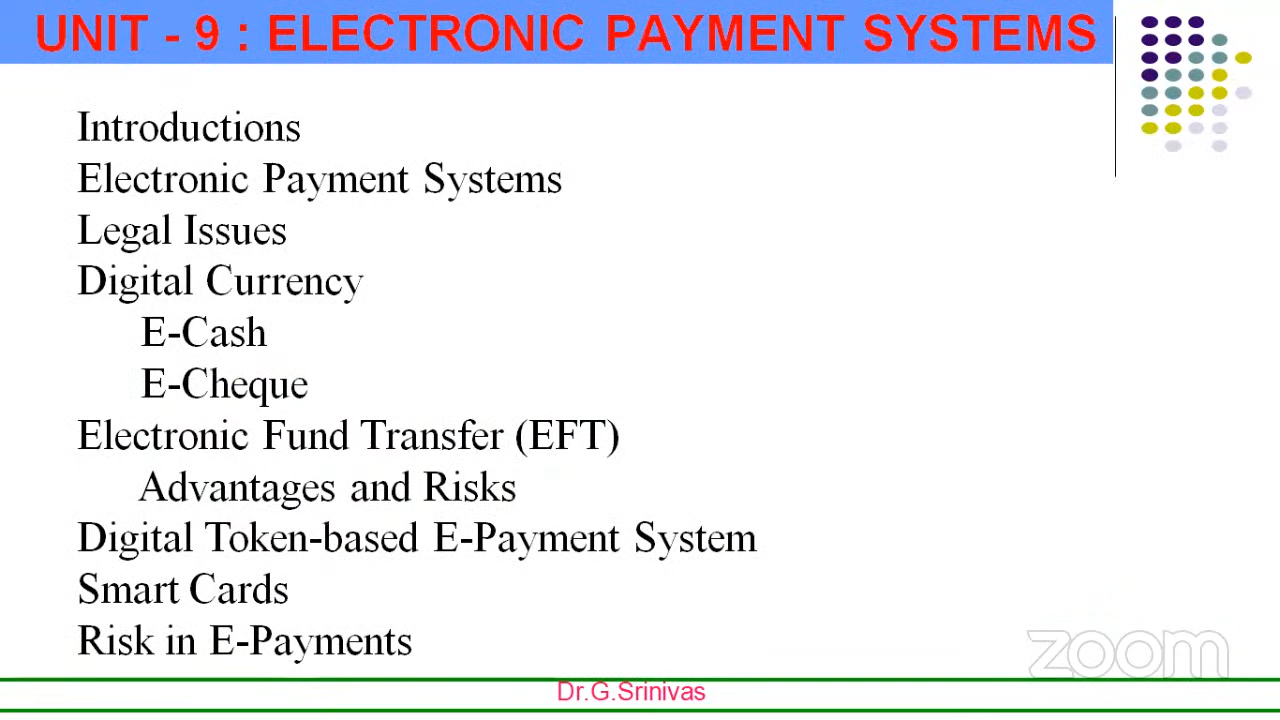 UNIT - 9 : ELECTRONIC PAYMENT SYSTEMS
Introductions
Electronic Payment Systems
Legal Issues
Digital Currency
E-Cash
E-Cheque
Electronic Fund Transfer (EFT)
Advantages and Risks
Digital Token-based E-Payment System
Smart Cards
Risk in E-Payments
zoom
Dr.G.Srinivas